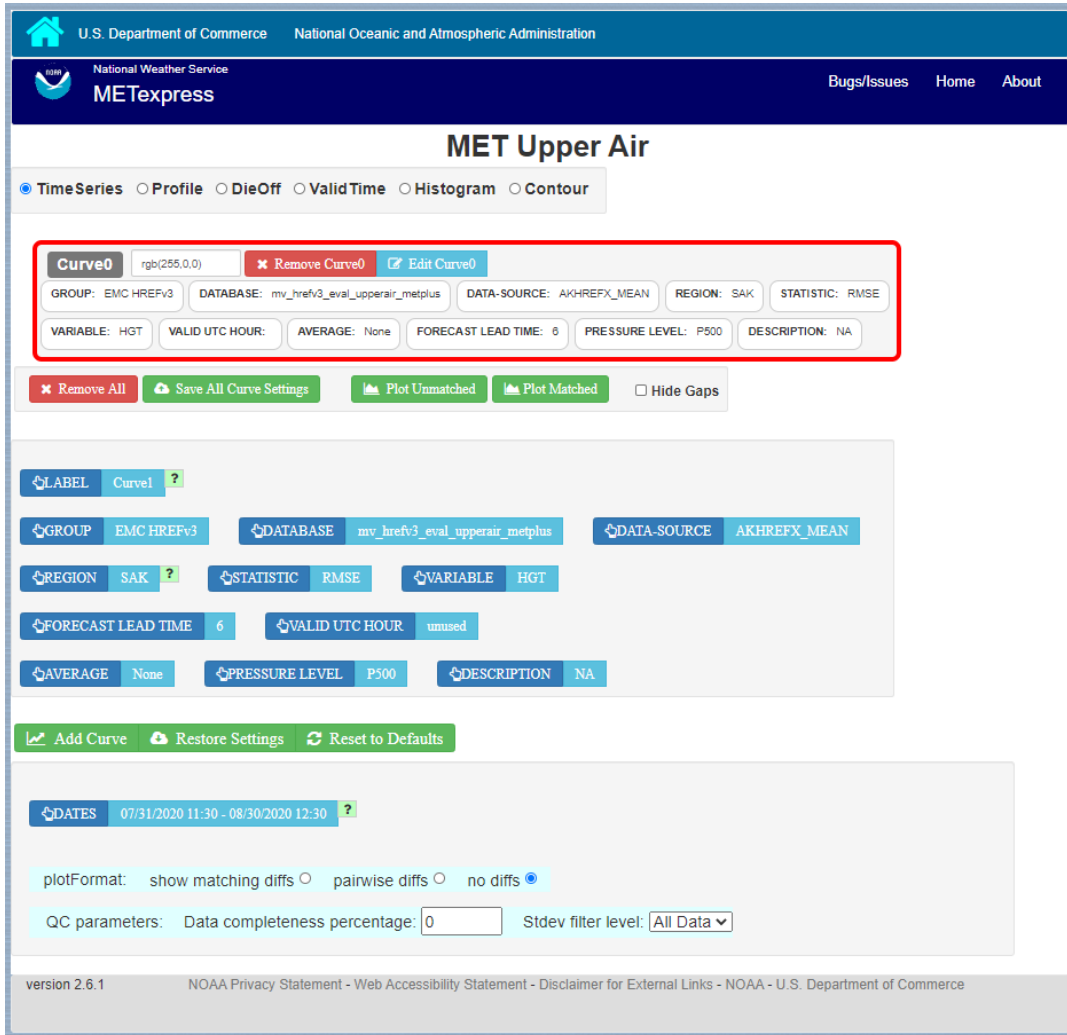 U.S. Department of Commerce National Oceanic and Atmospheric Administration
NOAA
National Weather Service
METexpress
Bugs/Issues Home About
MET Upper Air
TimeSeries Profile DieOff ValidTime Histogram Contour
Curve0 rgb(255,0,0) Remove Curve0 Edit Curve0
GROUP: EMC HREFv3 DATABASE: mv_hrefv3_eval_upperair_metplus DATA-SOURCE: AKHREFX_MEAN REGION: SAK STATISTIC: RMSE
VARIABLE: HGT VALID UTC HOUR: AVERAGE: None FORECAST LEAD TIME: 6 PRESSURE LEVEL: P500 DESCRIPTION: NA
Remove All Save All Curve Settings Plot Unmatched Plot Matched Hide Gaps
LABEL Curve1 ?
GROUP EMC HREFv3 DATABASE mv_hrefv3_eval_upperair_metplus DATA-SOURCE AKHREFX_MEAN
REGION SAK ? STATISTIC RMSE VARIABLE HGT
FORECAST LEAD TIME 6 VALID UTC HOUR unused
AVERAGE None PRESSURE LEVEL P500 DESCRIPTION NA
Add Curve Restore Settings Reset to Defaults
DATES 07/31/2020 11:30 - 08/30/2020 12:30 ?
plotFormat: show matching diffs pairwise diffs no diffs
QC parameters: Data completeness percentage: 0 Stdev filter level: All Data
version 2.6.1 NOAA Privacy Statement - Web Accessibility Statement - Disclaimer for External Links - NOAA - U.S. Department of Commerce